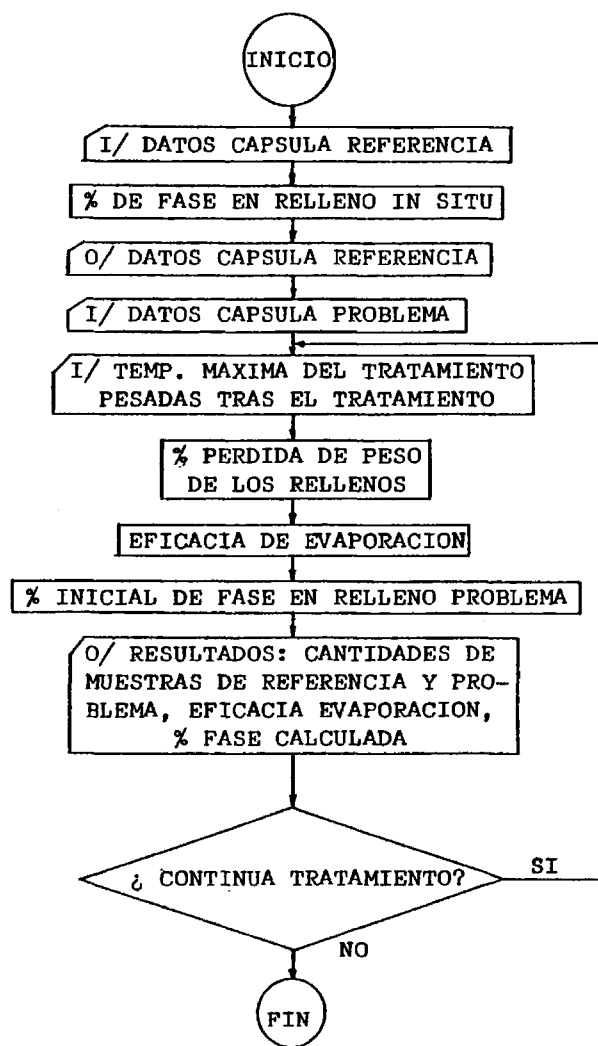 INICIO
I/ DATOS CAPSULA REFERENCIA
% DE FASE EN RELLENO IN SITU
O/ DATOS CAPSULA REFERENCIA
I/ DATOS CAPSULA PROBLEMA
I/ TEMP. MAXIMA DEL TRATAMIENTO
PESADAS TRAS EL TRATAMIENTO
% PERDIDA DE PESO
DE LOS RELLENOS
EFICACIA DE EVAPORACION
% INICIAL DE FASE EN RELLENO PROBLEMA
O/ RESULTADOS: CANTIDADES DE
MUESTRAS DE REFERENCIA Y PRO-
BLEMA, EFICACIA EVAPORACION,
% FASE CALCULADA
¿ CONTINUA TRATAMIENTO?
SI
NO
FIN